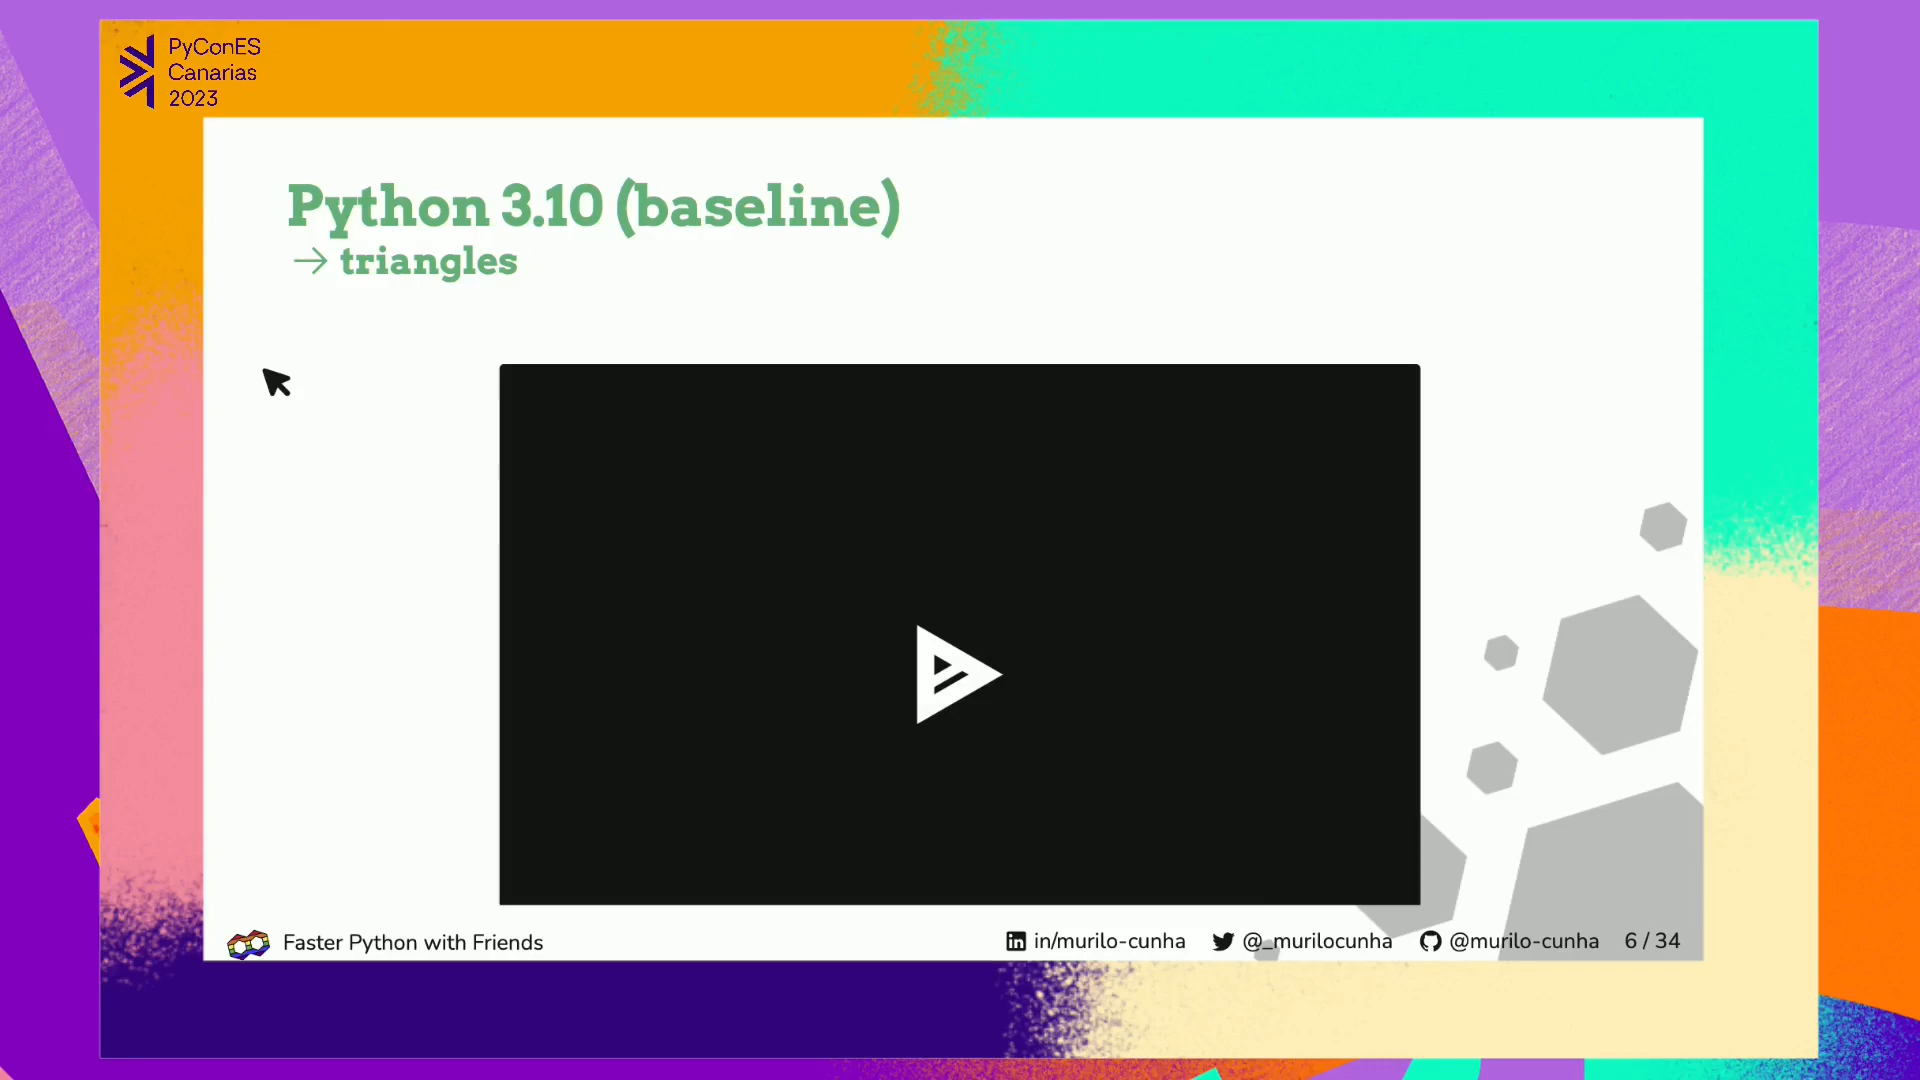 PyConES
Canarias
2023
Python 3.10 (baseline)
→ triangles
Faster Python with Friends
in/murilo-cunha
@_murilocunha
@murilo-cunha
6 / 34